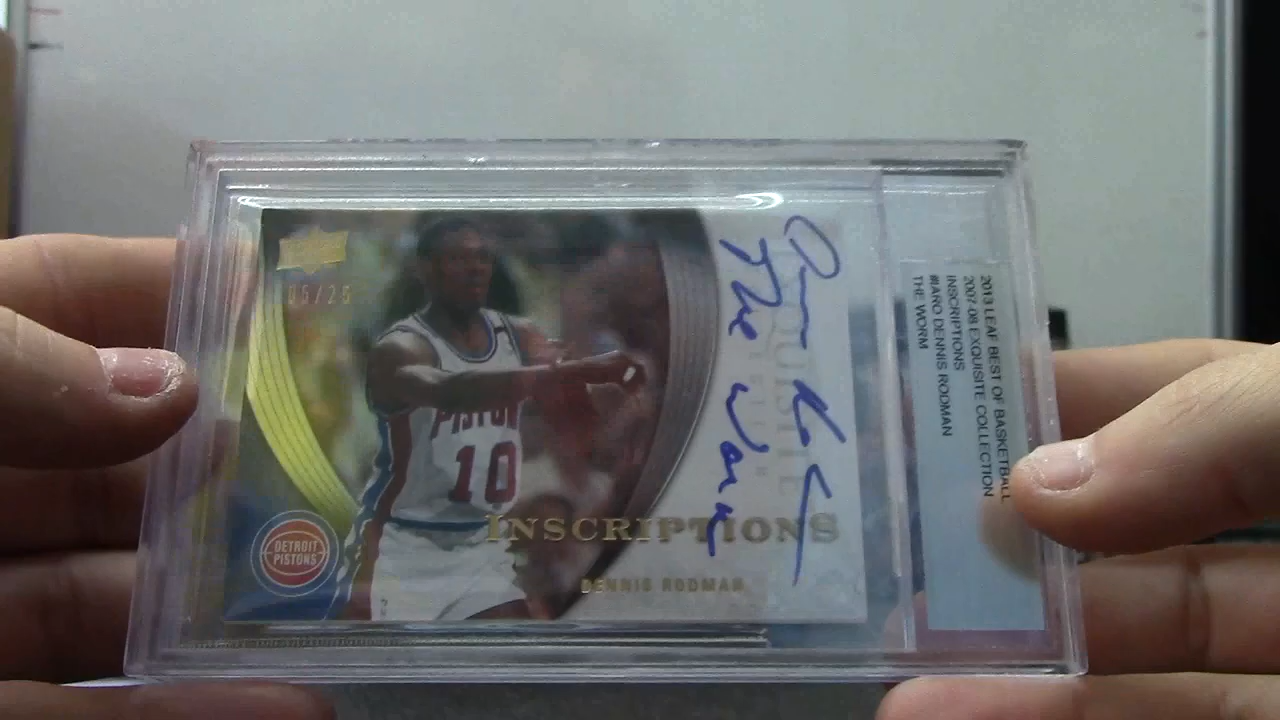 05/25
PISTONS
10
DETROIT
PISTONS
INSCRIPTIONS
DENNIS RODMAN
The Worm
2013 LEAF BEST OF BASKETBALL
2007-08 EXQUISITE COLLECTION
INSCRIPTIONS
#IARO DENNIS RODMAN
THE WORM